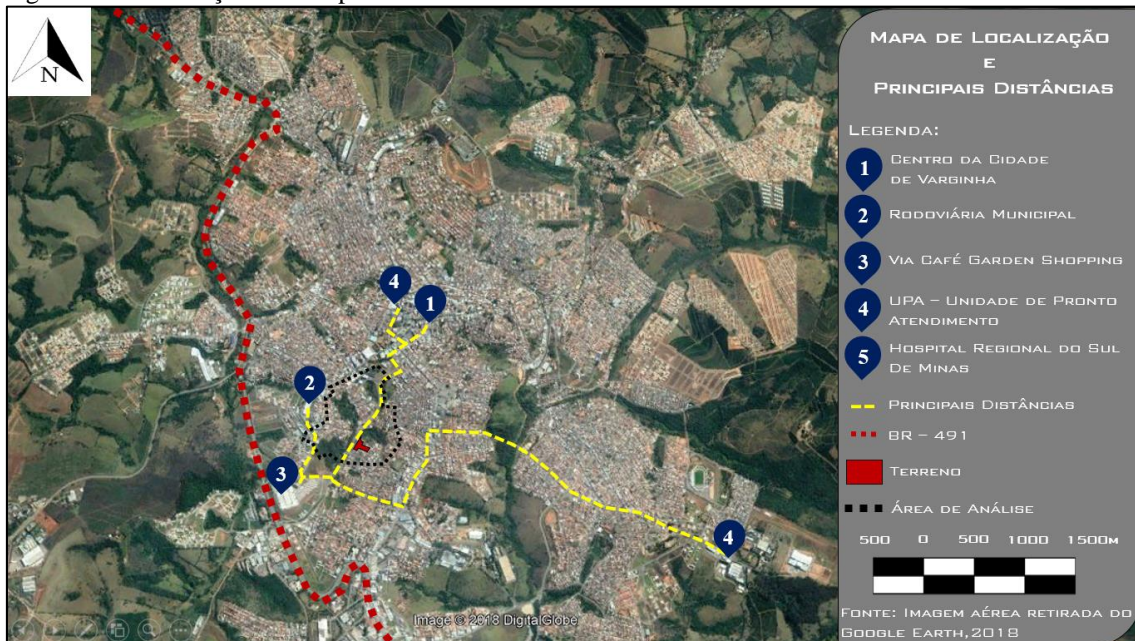 N
MAPA DE LOCALIZAÇÃO
E
PRINCIPAIS DISTÂNCIAS
LEGENDA:
1 CENTRO DA CIDADE
DE VARGINHA
2 RODOVIÁRIA MUNICIPAL
3 VIA CAFÉ GARDEN SHOPPING
4 UPA – UNIDADE DE PRONTO
ATENDIMENTO
5 HOSPITAL REGIONAL DO SUL
DE MINAS
PRINCIPAIS DISTÂNCIAS
BR – 491
TERRENO
ÁREA DE ANÁLISE
500 0 500 1000 1500M
FONTE: IMAGEM AÉREA RETIRADA DO
GOOGLE EARTH,2018
4
1
2
3
4
Image © 2018 DigitalGlobe